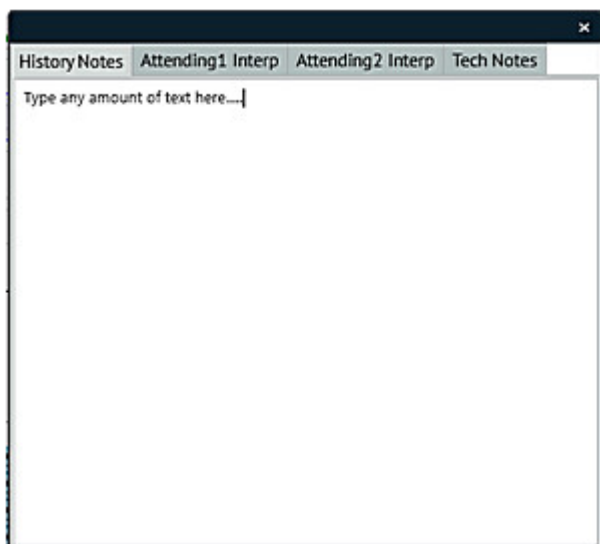 ×
History Notes Attending1 Interp Attending2 Interp Tech Notes
Type any amount of text here....